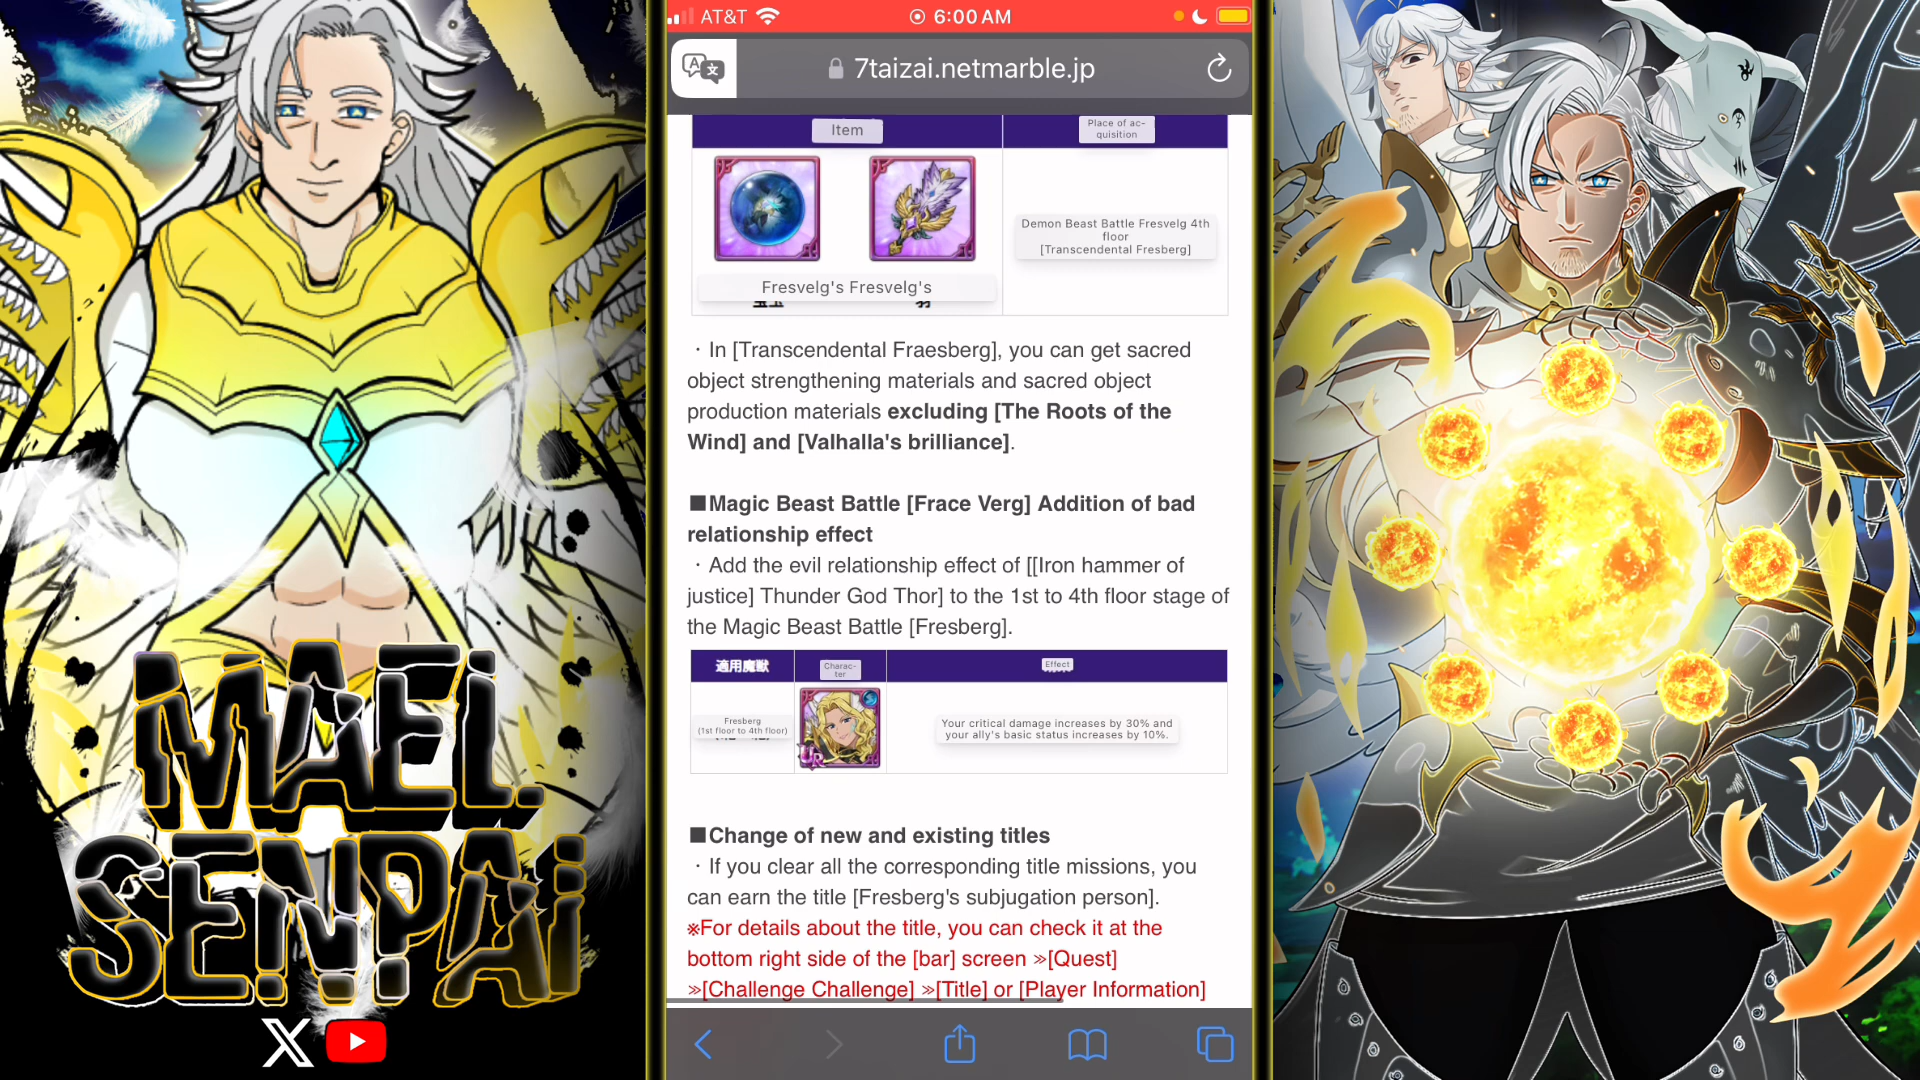 AT&T
6:00 AM
7taizai.netmarble.jp
Item
Place of ac-
quisition
Demon Beast Battle Fresvelg 4th
floor
[Transcendental Fresberg]
Fresvelg's Fresvelg's
・In [Transcendental Fraesberg], you can get sacred
object strengthening materials and sacred object
production materials excluding [The Roots of the
Wind] and [Valhalla's brilliance].
■Magic Beast Battle [Frace Verg] Addition of bad
relationship effect
・Add the evil relationship effect of [[Iron hammer of
justice] Thunder God Thor] to the 1st to 4th floor stage of
the Magic Beast Battle [Fresberg].
適用魔獣
Charac-
ter
Effect
Fresberg
(1st floor to 4th floor)
UR
Your critical damage increases by 30% and
your ally's basic status increases by 10%.
■Change of new and existing titles
・If you clear all the corresponding title missions, you
can earn the title [Fresberg's subjugation person].
※For details about the title, you can check it at the
bottom right side of the [bar] screen »[Quest]
»[Challenge Challenge] »[Title] or [Player Information]
MAEL
SENPAI
X